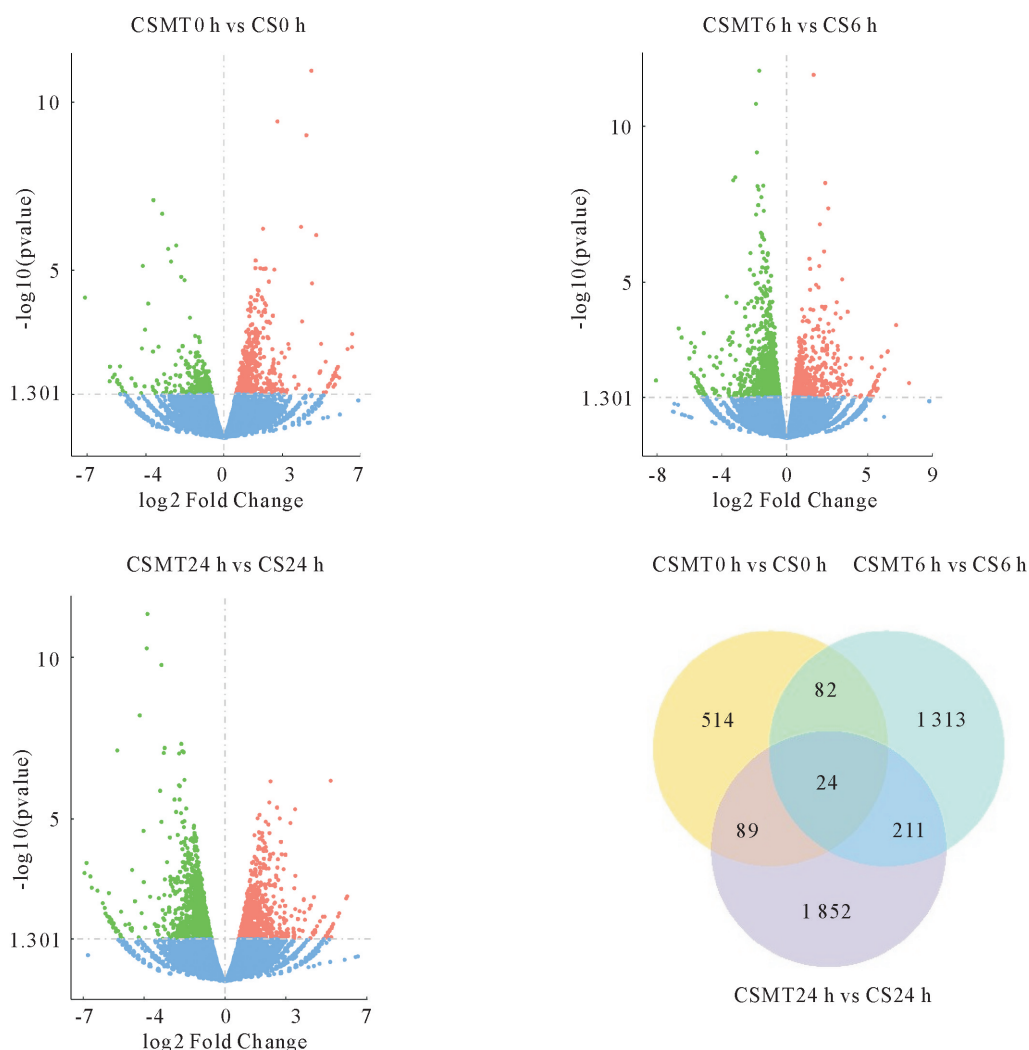 CSMT0 h vs CS0 h
10
5
1.301
-log10(pvalue)
-7
-4
0
3
7
log2 Fold Change
CSMT6 h vs CS6 h
10
5
1.301
-log10(pvalue)
-8
-4
0
5
9
log2 Fold Change
CSMT24 h vs CS24 h
10
5
1.301
-log10(pvalue)
-7
-4
0
3
7
log2 Fold Change
CSMT0 h vs CS0 h
CSMT6 h vs CS6 h
82
514
1 313
24
89
211
1 852
CSMT24 h vs CS24 h